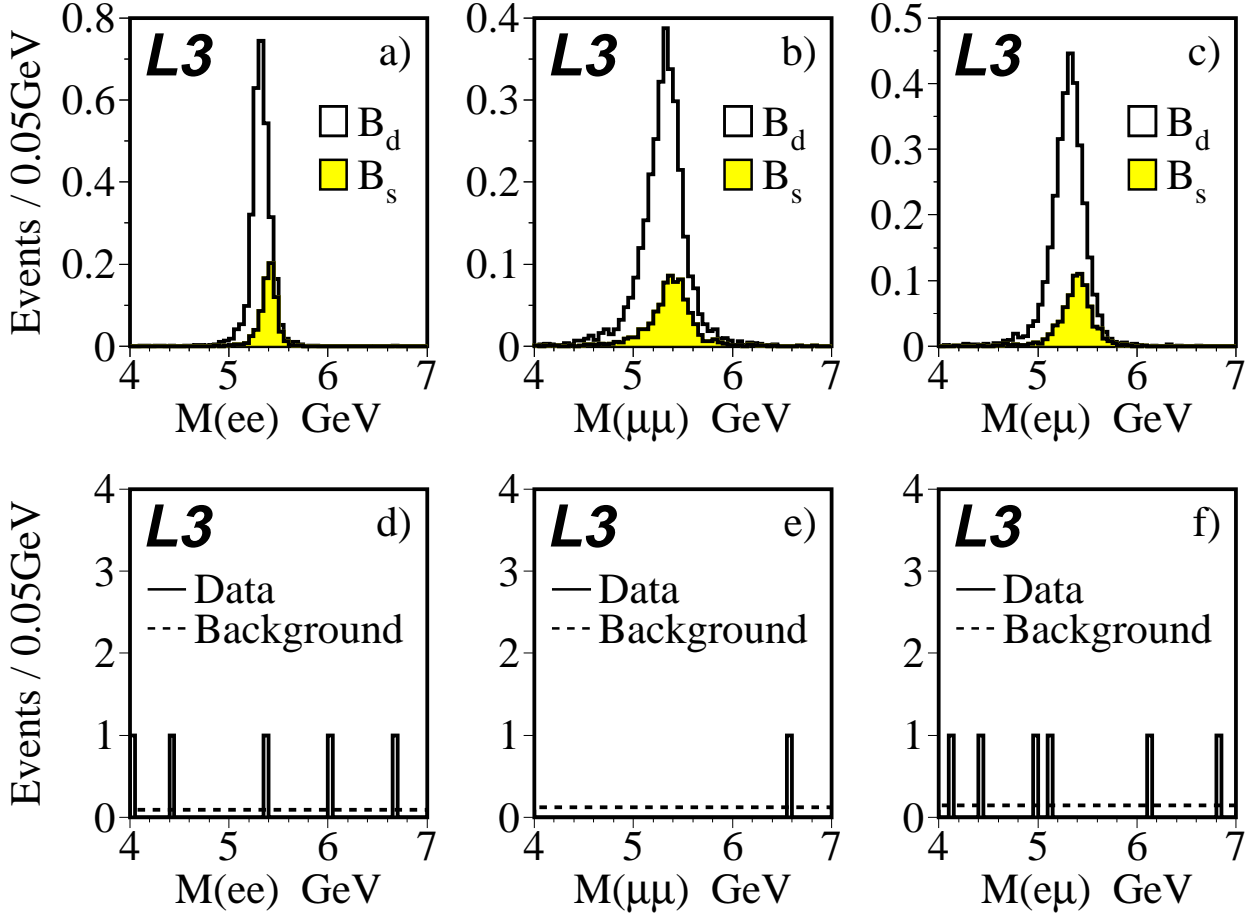 Events / 0.05GeV
L3
a)
B_d
B_s
0.8
0.6
0.4
0.2
0
4 5 6 7
M(ee) GeV
L3
b)
B_d
B_s
0.4
0.3
0.2
0.1
0
4 5 6 7
M(μμ) GeV
L3
c)
B_d
B_s
0.5
0.4
0.3
0.2
0.1
0
4 5 6 7
M(eμ) GeV
Events / 0.05GeV
L3
d)
Data
Background
4
3
2
1
0
4 5 6 7
M(ee) GeV
L3
e)
Data
Background
4
3
2
1
0
4 5 6 7
M(μμ) GeV
L3
f)
Data
Background
4
3
2
1
0
4 5 6 7
M(eμ) GeV